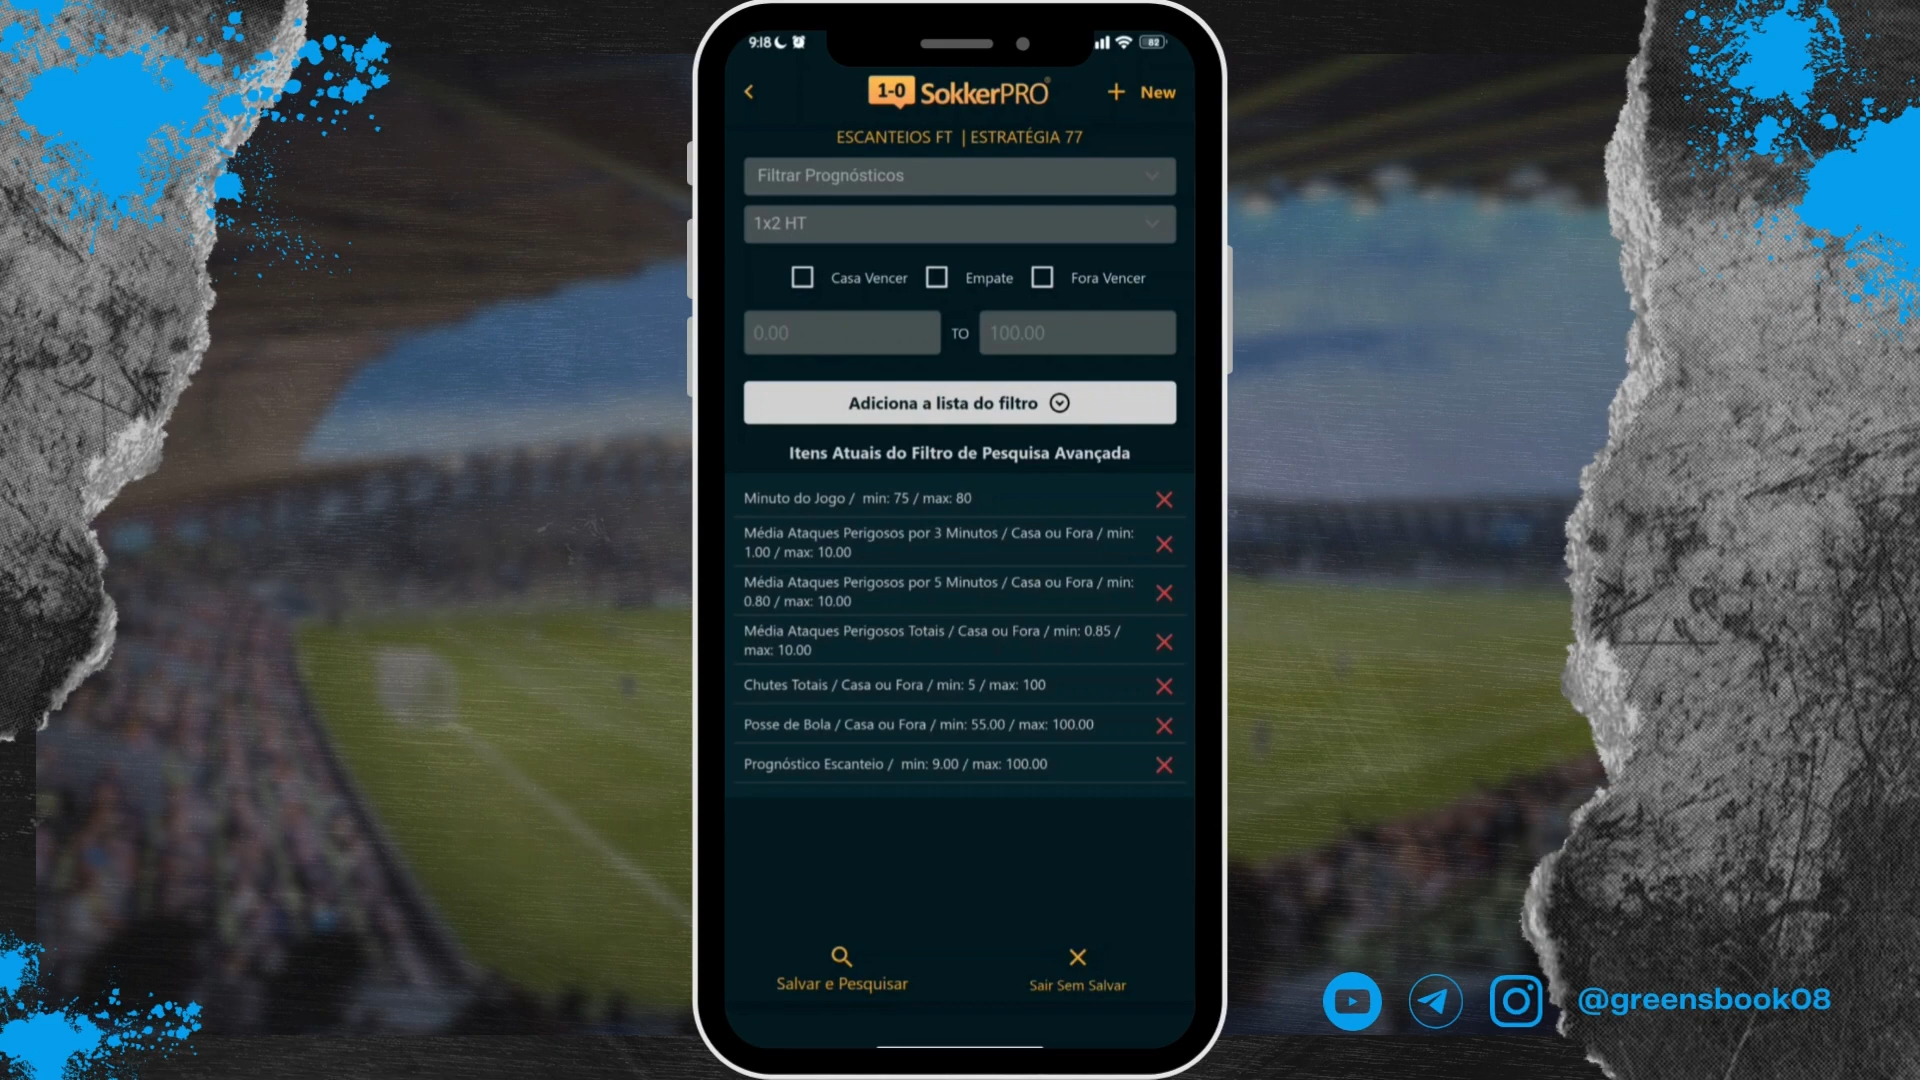 9:18
82
1-0 SokkerPRO®
+ New
ESCANTEIOS FT | ESTRATÉGIA 77
Filtrar Prognósticos
1x2 HT
Casa Vencer Empate Fora Vencer
0.00 TO 100.00
Adiciona a lista do filtro
Itens Atuais do Filtro de Pesquisa Avançada
Minuto do Jogo / min: 75 / max: 80
Média Ataques Perigosos por 3 Minutos / Casa ou Fora / min:
1.00 / max: 10.00
Média Ataques Perigosos por 5 Minutos / Casa ou Fora / min:
0.80 / max: 10.00
Média Ataques Perigosos Totais / Casa ou Fora / min: 0.85 /
max: 10.00
Chutes Totais / Casa ou Fora / min: 5 / max: 100
Posse de Bola / Casa ou Fora / min: 55.00 / max: 100.00
Prognóstico Escanteio / min: 9.00 / max: 100.00
Salvar e Pesquisar Sair Sem Salvar
@greensbook08